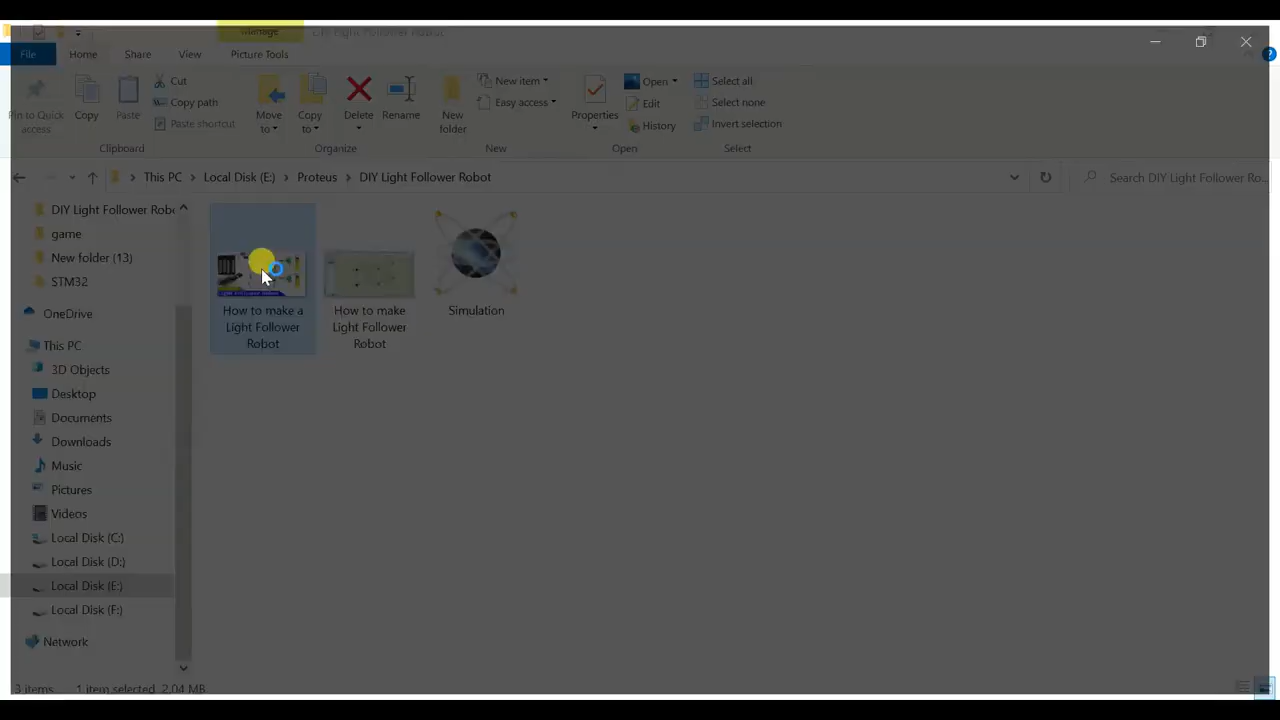 Manage
DIY Light Follower Robot
File
Home
Share
View
Picture Tools
Pin to Quick access
Copy
Paste
Cut
Copy path
Paste shortcut
Clipboard
Move to
Copy to
Delete
Rename
Organize
New folder
New item
Easy access
New
Properties
Open
Edit
History
Open
Select all
Select none
Invert selection
Select
This PC
Local Disk (E:)
Proteus
DIY Light Follower Robot
Search DIY Light Follower Ro...
DIY Light Follower Robo
game
New folder (13)
STM32
OneDrive
This PC
3D Objects
Desktop
Documents
Downloads
Music
Pictures
Videos
Local Disk (C:)
Local Disk (D:)
Local Disk (E:)
Local Disk (F:)
Network
How to make a
Light Follower
Robot
How to make
Light Follower
Robot
Simulation
3 items
1 item selected 2,04 MB